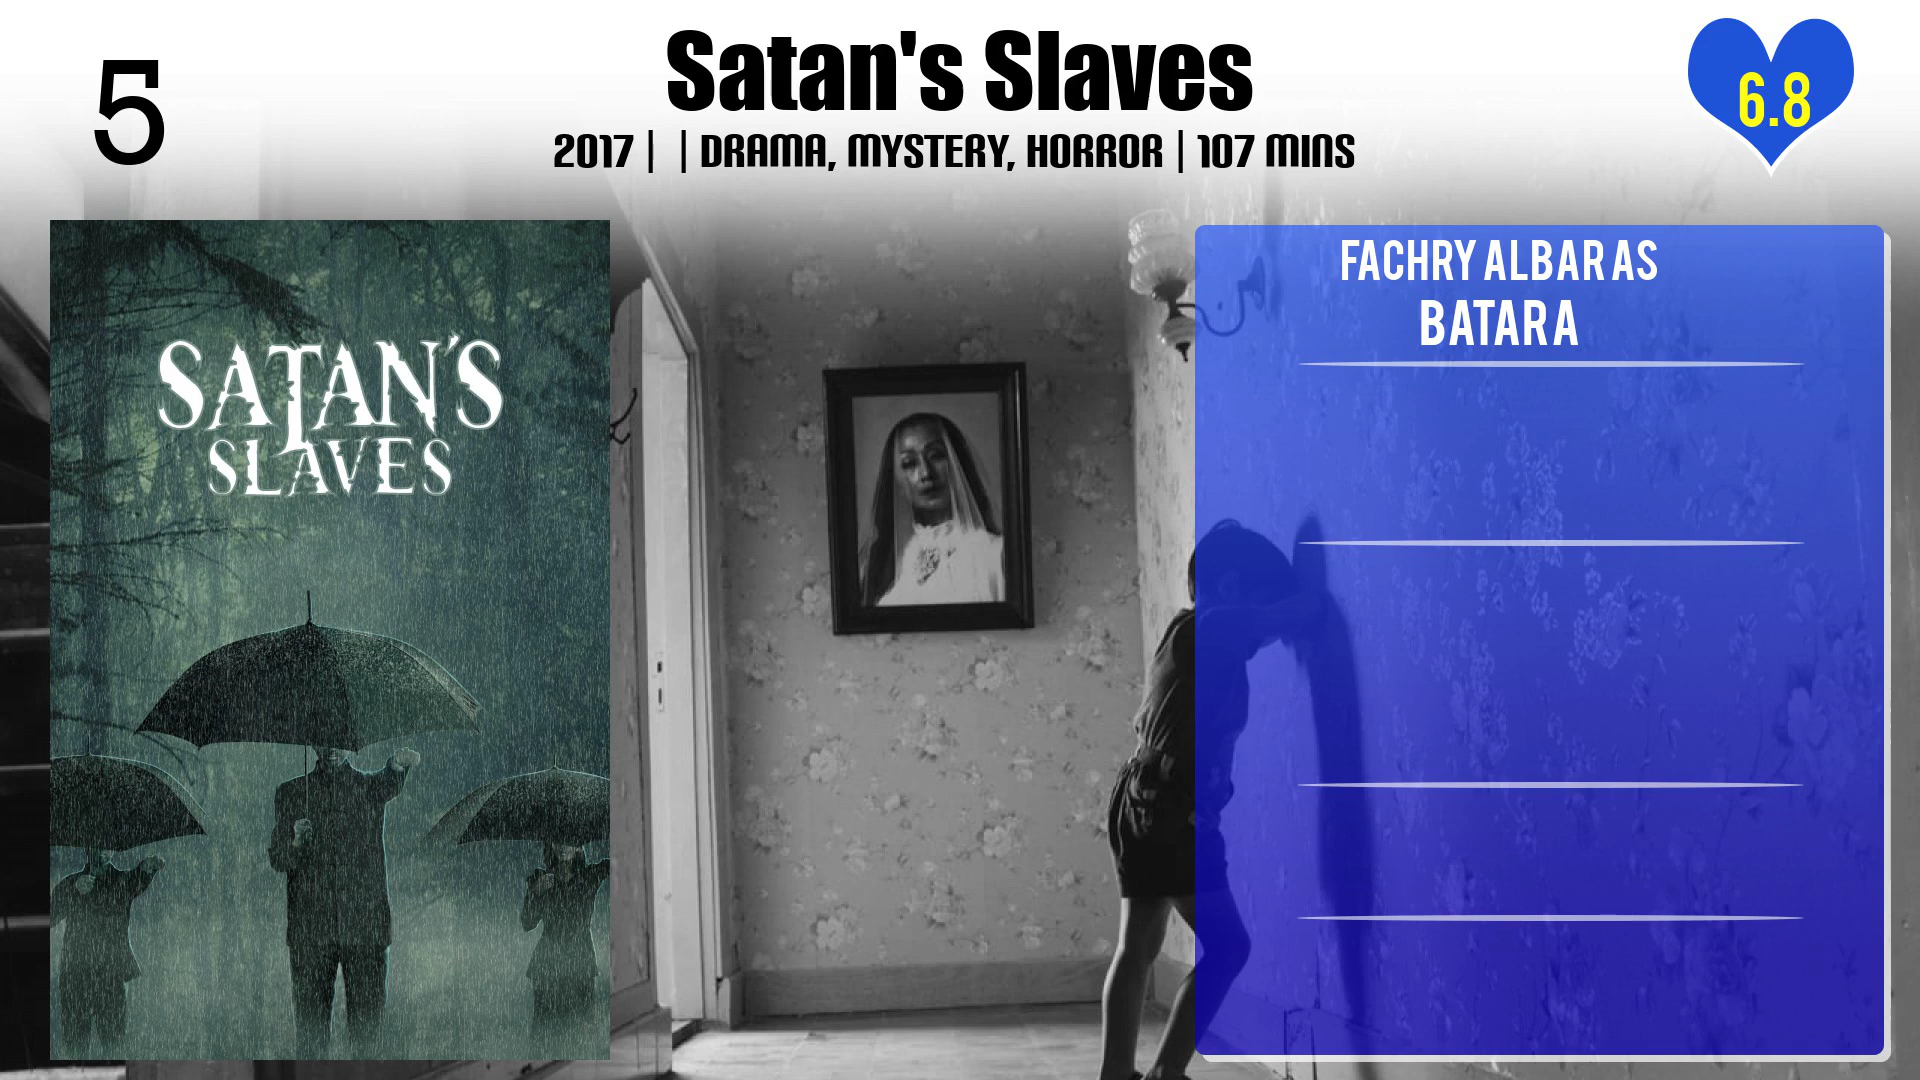 5
Satan's Slaves
2017 | | DRAMA, MYSTERY, HORROR | 107 MINS
6.8
SATAN'S
SLAVES
FACHRY ALBAR AS
BATARA